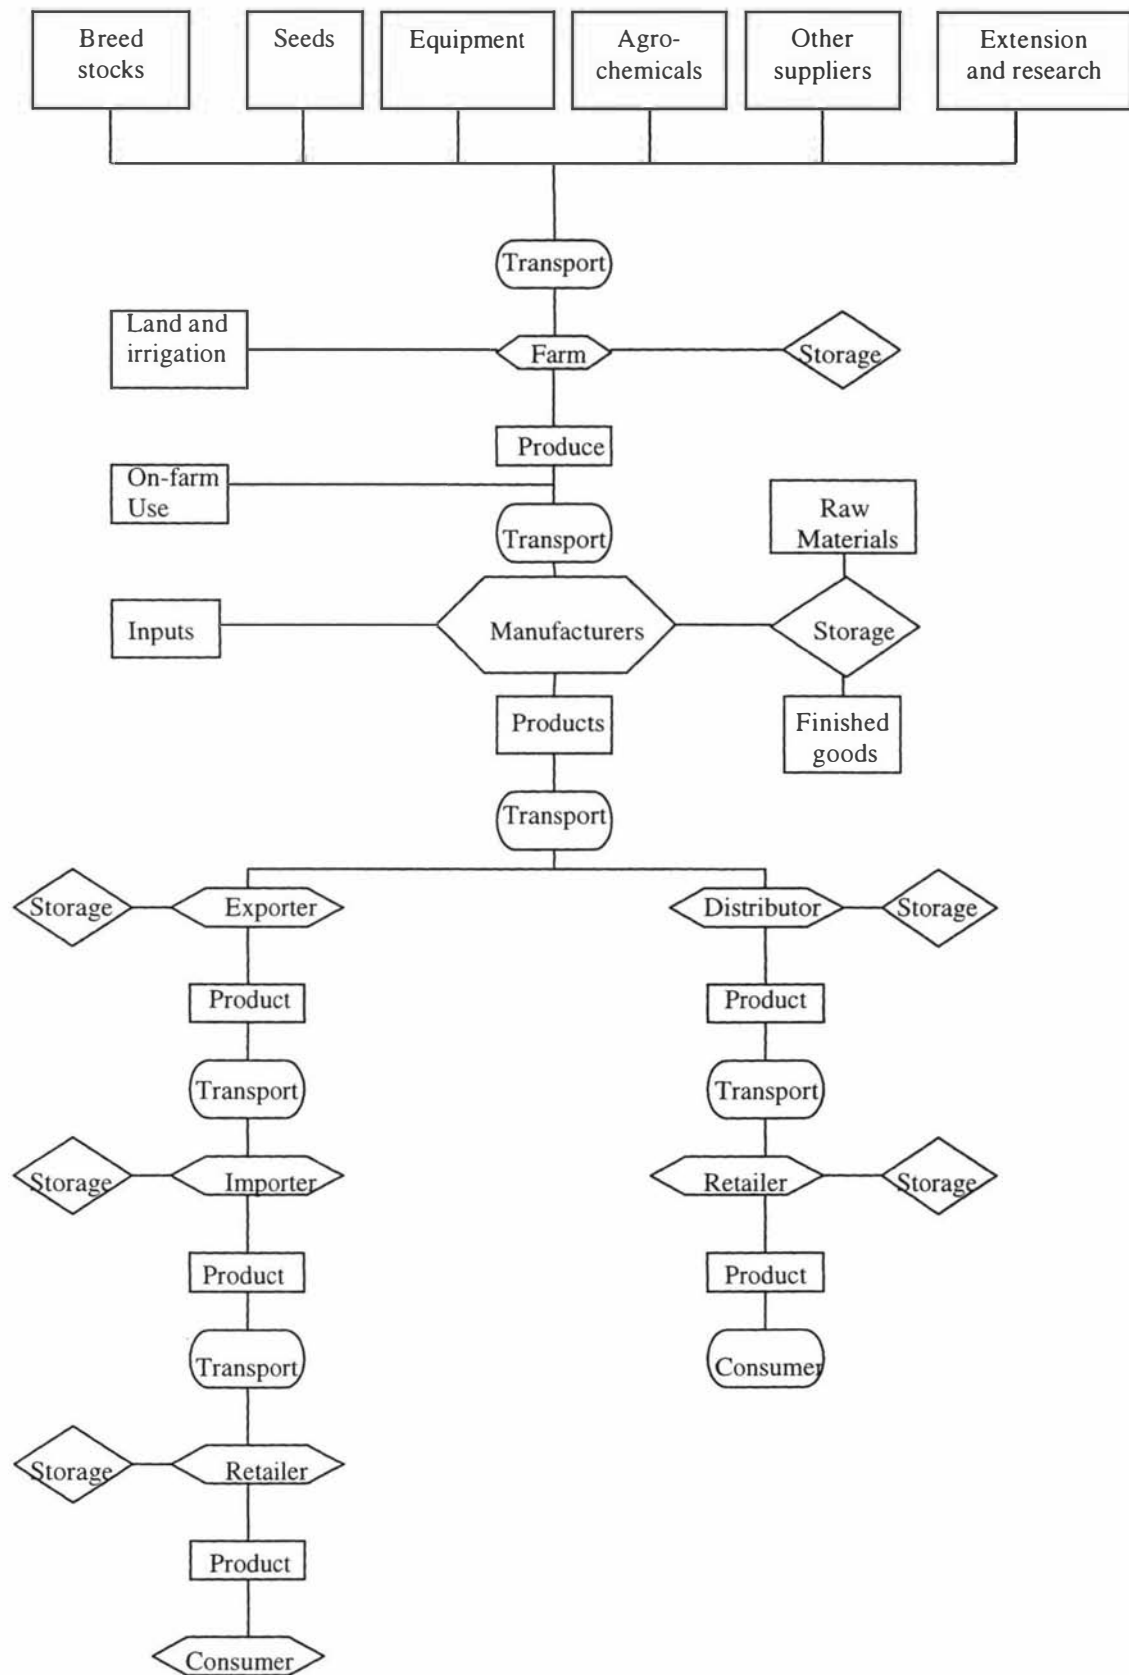 Breed
stocks
Seeds
Equipment
Agro-
chemicals
Other
suppliers
Extension
and research
Transport
Land and
irrigation
Farm
Storage
Produce
On-farm
Use
Transport
Raw
Materials
Inputs
Manufacturers
Storage
Products
Finished
goods
Transport
Storage
Exporter
Distributor
Storage
Product
Product
Transport
Transport
Storage
Importer
Retailer
Storage
Product
Product
Transport
Consumer
Storage
Retailer
Product
Consumer